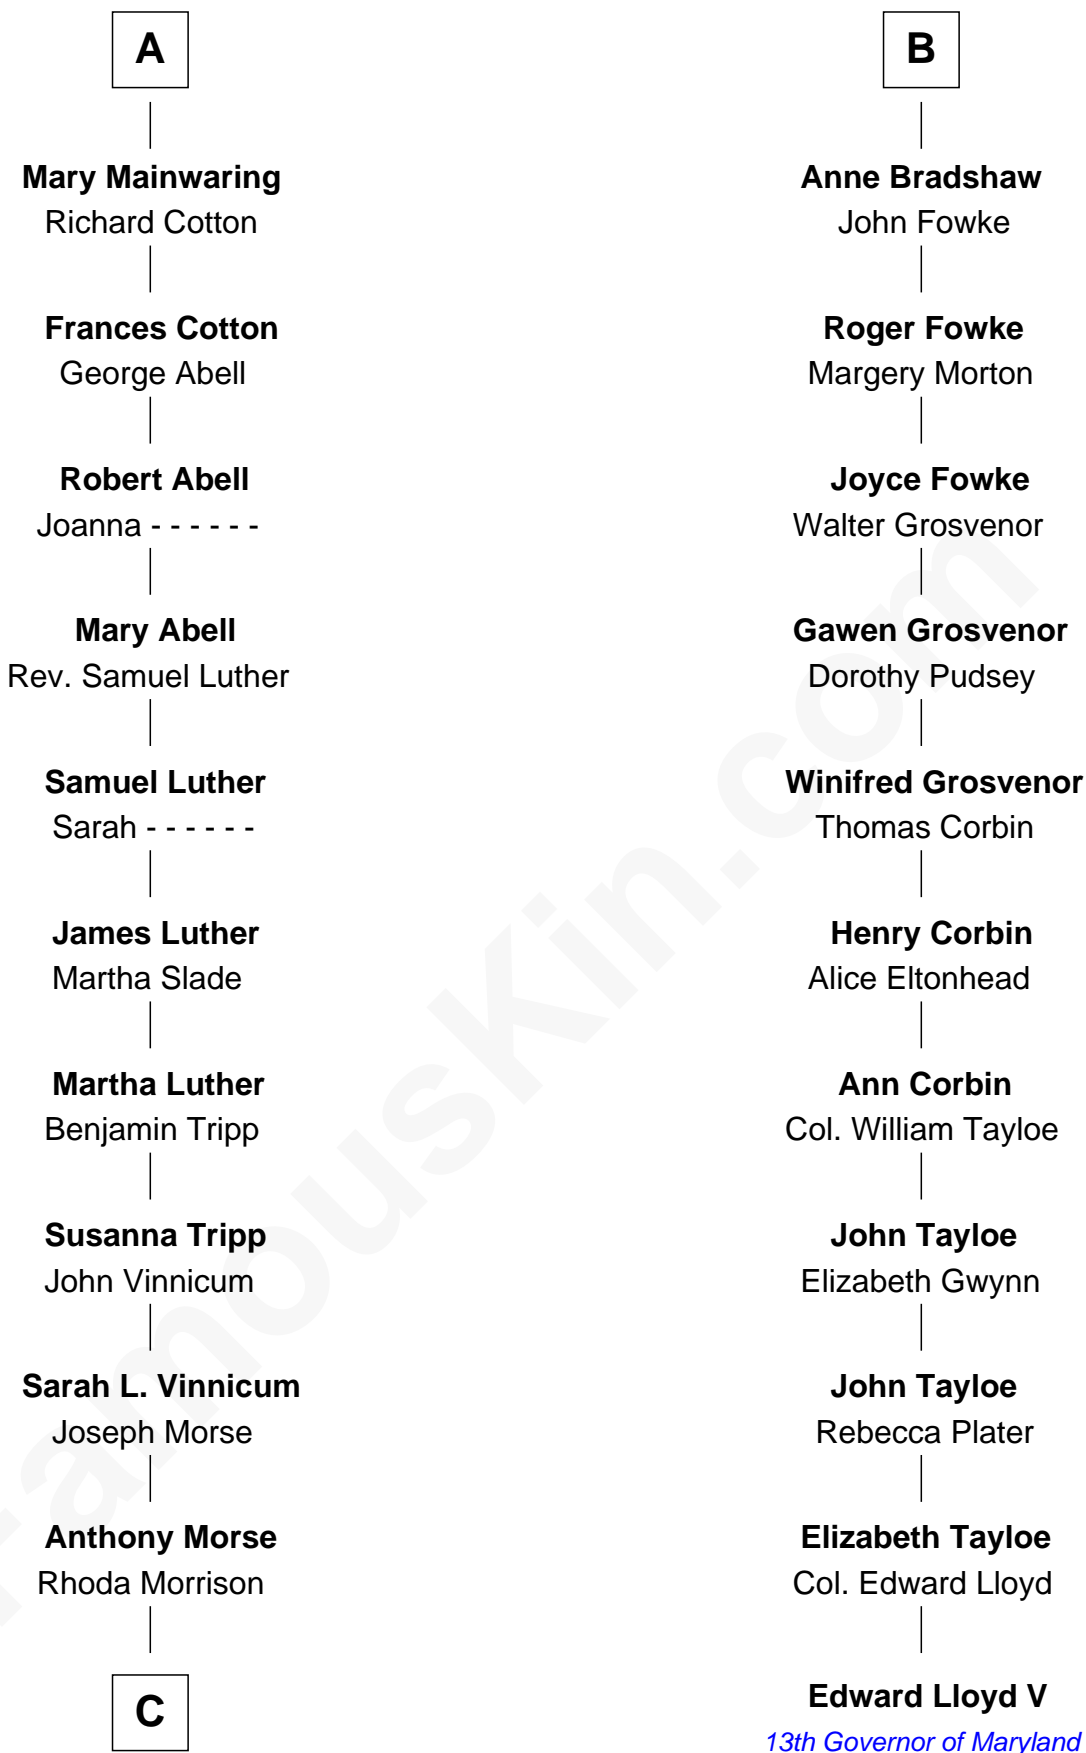 A
Mary Mainwaring
Richard Cotton
Frances Cotton
George Abell
Robert Abell
Joanna - - - - - -
Mary Abell
Rev. Samuel Luther
Samuel Luther
Sarah - - - - - -
James Luther
Martha Slade
Martha Luther
Benjamin Tripp
Susanna Tripp
John Vinnicum
Sarah L. Vinnicum
Joseph Morse
Anthony Morse
Rhoda Morrison
C
B
Anne Bradshaw
John Fowke
Roger Fowke
Margery Morton
Joyce Fowke
Walter Grosvenor
Gawen Grosvenor
Dorothy Pudsey
Winifred Grosvenor
Thomas Corbin
Henry Corbin
Alice Eltonhead
Ann Corbin
Col. William Tayloe
John Tayloe
Elizabeth Gwynn
John Tayloe
Rebecca Plater
Elizabeth Tayloe
Col. Edward Lloyd
Edward Lloyd V
13th Governor of Maryland
FamousKin.com